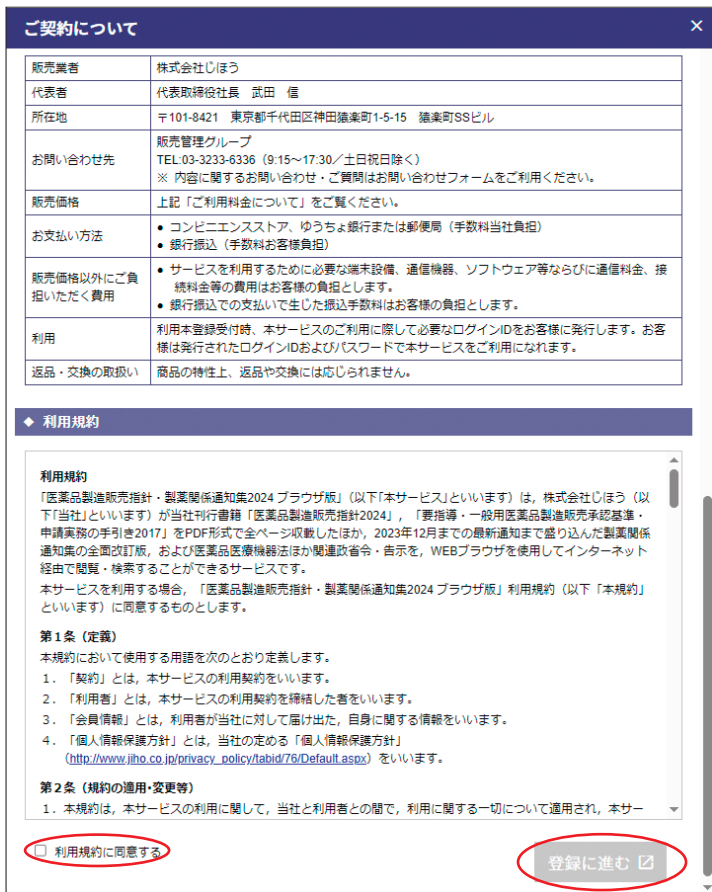 ご契約について
販売業者 株式会社じほう
代表者 代表取締役社長　武田　信
所在地 〒101-8421　東京都千代田区神田猿楽町1-5-15　猿楽町SSビル
お問い合わせ先 販売管理グループ
TEL:03-3233-6336（9:15～17:30／土日祝日除く）
※ 内容に関するお問い合わせ・ご質問はお問い合わせフォームをご利用ください。
販売価格 上記「ご利用料金について」をご覧ください。
お支払い方法 ● コンビニエンスストア、ゆうちょ銀行または郵便局（手数料当社負担）
● 銀行振込（手数料お客様負担）
販売価格以外にご負
担いただく費用
● サービスを利用するために必要な端末設備、通信機器、ソフトウェア等ならびに通信料金、接
続料金等の費用はお客様の負担とします。
● 銀行振込での支払いで生じた振込手数料はお客様の負担とします。
利用 利用本登録受付時、本サービスのご利用に際して必要なログインIDをお客様に発行します。お客
様は発行されたログインIDおよびパスワードで本サービスをご利用になれます。
返品・交換の取扱い 商品の特性上、返品や交換には応じられません。
◆ 利用規約
利用規約
「医薬品製造販売指針・製薬関係通知集2024 ブラウザ版」（以下「本サービス」といいます）は，株式会社じほう（以
下「当社」といいます）が当社刊行書籍「医薬品製造販売指針2024」，「要指導・一般用医薬品製造販売承認基準・
申請実務の手引き2017」をPDF形式で全ページ収載したほか，2023年12月までの最新通知まで盛り込んだ製薬関係
通知集の全面改訂版，および医薬品医療機器法ほか関連政省令・告示を，WEBブラウザを使用してインターネット
経由で閲覧・検索することができるサービスです。
本サービスを利用する場合，「医薬品製造販売指針・製薬関係通知集2024 ブラウザ版」利用規約（以下「本規約」
といいます）に同意するものとします。
第１条（定義）
本規約において使用する用語を次のとおり定義します。
１．「契約」とは，本サービスの利用契約をいいます。
２．「利用者」とは，本サービスの利用契約を締結した者をいいます。
３．「会員情報」とは，利用者が当社に対して届け出た，自身に関する情報をいいます。
４．「個人情報保護方針」とは，当社の定める「個人情報保護方針」
（http://www.jiho.co.jp/privacy_policy/tabid/76/Default.aspx）をいいます。
第２条（規約の適用・変更等）
１．本規約は，本サービスの利用に関して，当社と利用者との間で，利用に関する一切について適用され，本サー
利用規約に同意する
登録に進む